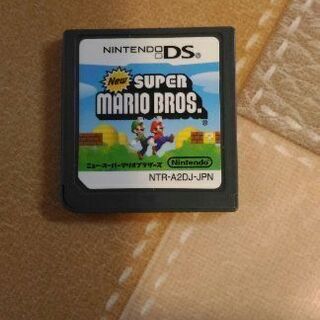 NINTENDO DS
New SUPER
MARIO BROS.®
ニュー・スーパーマリオブラザーズ
Nintendo
NTR-A2DJ-JPN